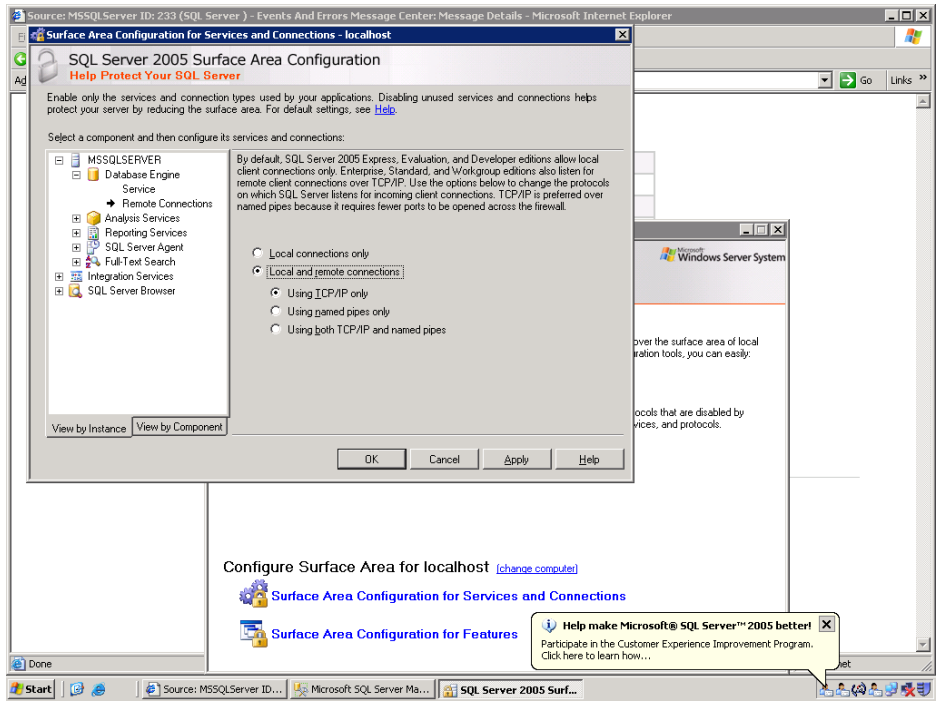 Source: MSSQLServer ID: 233 (SQL Server ) - Events And Errors Message Center: Message Details - Microsoft Internet Explorer
Surface Area Configuration for Services and Connections - localhost
SQL Server 2005 Surface Area Configuration
Help Protect Your SQL Server
Go Links »
Enable only the services and connection types used by your applications. Disabling unused services and connections helps
protect your server by reducing the surface area. For default settings, see Help.
Select a component and then configure its services and connections:
MSSQLSERVER
Database Engine
Service
Remote Connections
Analysis Services
Reporting Services
SQL Server Agent
Full-Text Search
Integration Services
SQL Server Browser
View by Instance View by Component
By default, SQL Server 2005 Express, Evaluation, and Developer editions allow local
client connections only. Enterprise, Standard, and Workgroup editions also listen for
remote client connections over TCP/IP. Use the options below to change the protocols
on which SQL Server listens for incoming client connections. TCP/IP is preferred over
named pipes because it requires fewer ports to be opened across the firewall.
Local connections only
Local and remote connections
Using TCP/IP only
Using named pipes only
Using both TCP/IP and named pipes
OK Cancel Apply Help
Microsoft
Windows Server System
over the surface area of local
ration tools, you can easily:
ocols that are disabled by
vices, and protocols.
Configure Surface Area for localhost (change computer)
Surface Area Configuration for Services and Connections
Surface Area Configuration for Features
Help make Microsoft® SQL Server™ 2005 better!
Participate in the Customer Experience Improvement Program.
Click here to learn how...
Done
net
Start Source: MSSQLServer ID... Microsoft SQL Server Ma... SQL Server 2005 Surf...